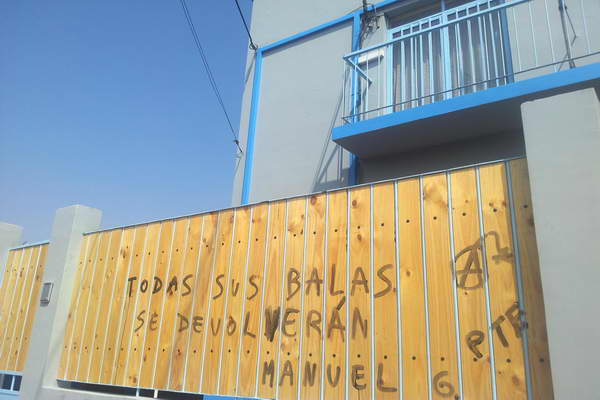 TODAS SUS BALAS
SE DEVOLVERÁN
MANUEL G. PTE